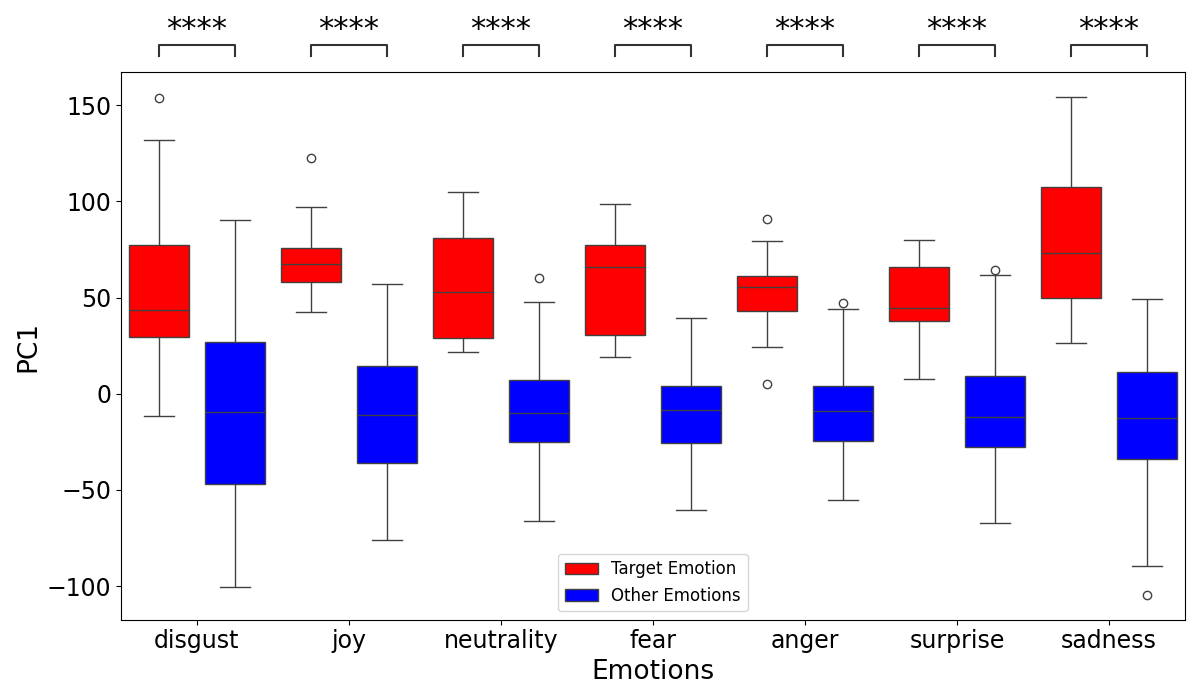 **** **** **** **** **** **** ****
150
100
50
0
−50
−100
PC1
Target Emotion
Other Emotions
disgust joy neutrality fear anger surprise sadness
Emotions